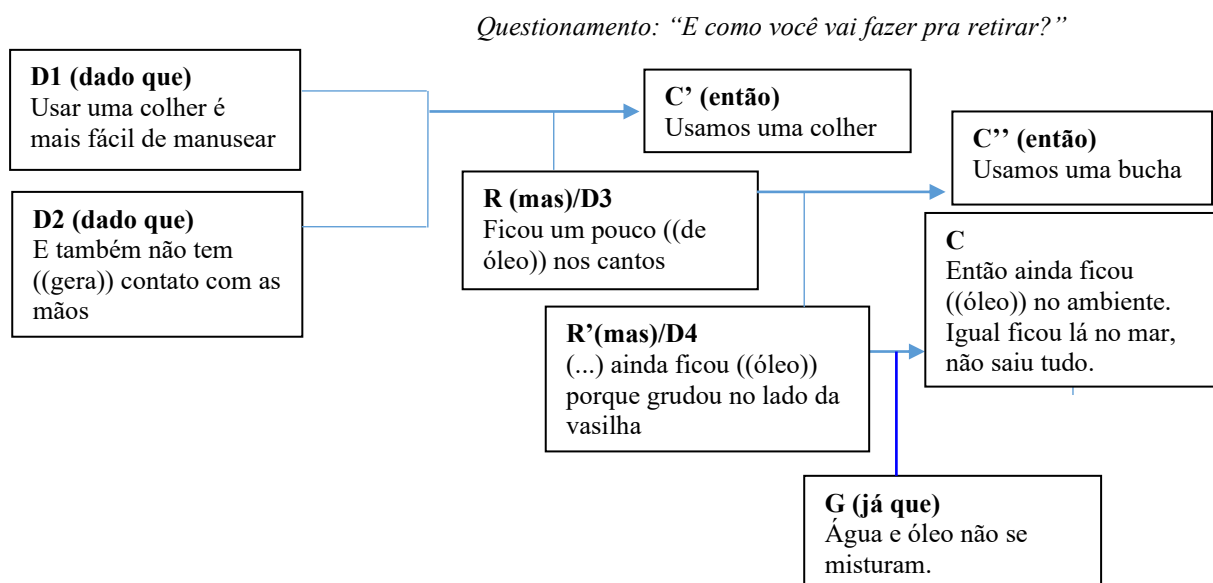 Questionamento: “E como você vai fazer pra retirar?”
D1 (dado que)
Usar uma colher é
mais fácil de manusear
C’ (então)
Usamos uma colher
C’’ (então)
Usamos uma bucha
D2 (dado que)
E também não tem
((gera)) contato com as
mãos
R (mas)/D3
Ficou um pouco ((de
óleo)) nos cantos
C
Então ainda ficou
((óleo)) no ambiente.
Igual ficou lá no mar,
não saiu tudo.
R’(mas)/D4
(...) ainda ficou ((óleo))
porque grudou no lado da
vasilha
G (já que)
Água e óleo não se
misturam.